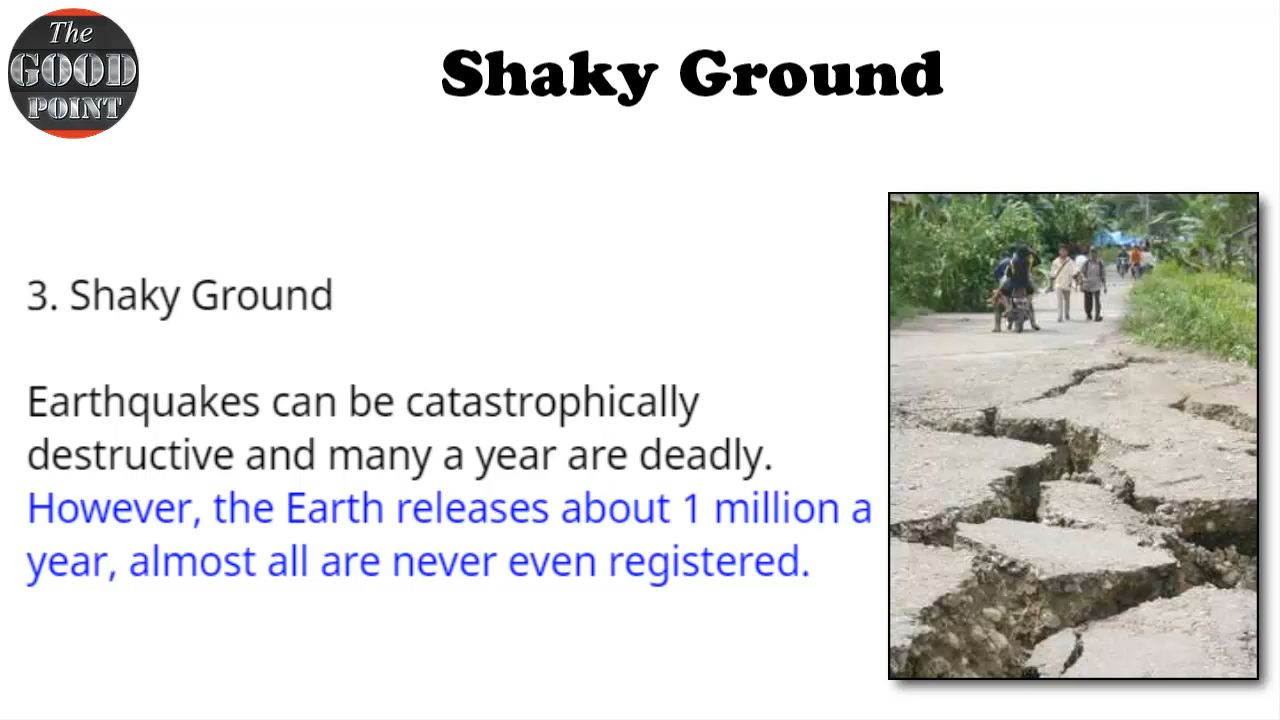 The
GOOD
POINT
Shaky Ground
3. Shaky Ground
Earthquakes can be catastrophically
destructive and many a year are deadly.
However, the Earth releases about 1 million a
year, almost all are never even registered.